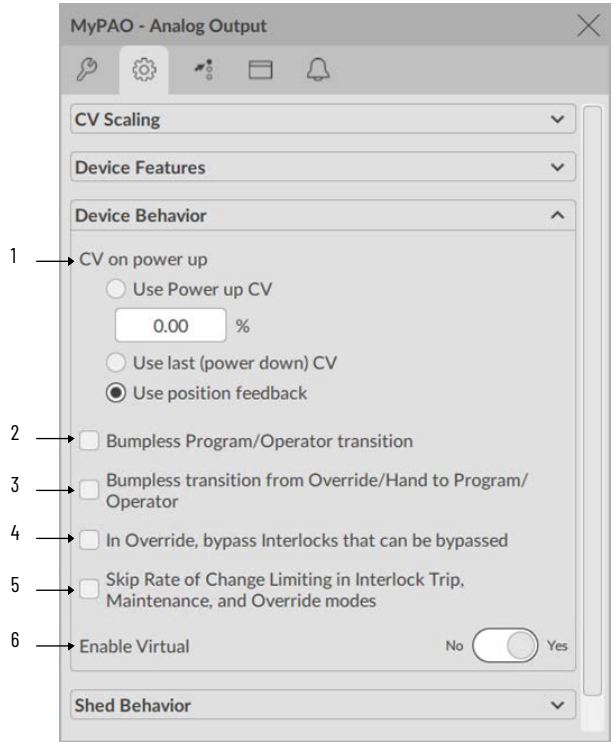 MyPAO - Analog Output
CV Scaling
Device Features
Device Behavior
1
CV on power up
Use Power up CV
0.00 %
Use last (power down) CV
Use position feedback
2
Bumpless Program/Operator transition
3
Bumpless transition from Override/Hand to Program/
Operator
4
In Override, bypass Interlocks that can be bypassed
5
Skip Rate of Change Limiting in Interlock Trip,
Maintenance, and Override modes
6
Enable Virtual No Yes
Shed Behavior